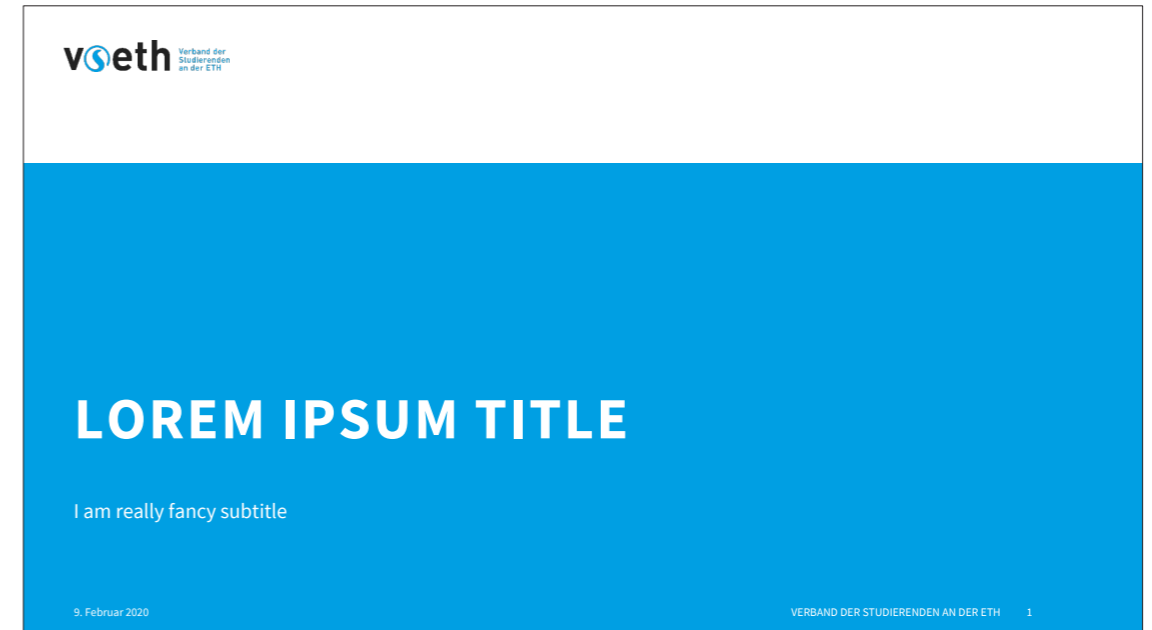 vseth
Verband der
Studierenden
an der ETH
LOREM IPSUM TITLE
I am really fancy subtitle
9. Februar 2020
VERBAND DER STUDIERENDEN AN DER ETH 1